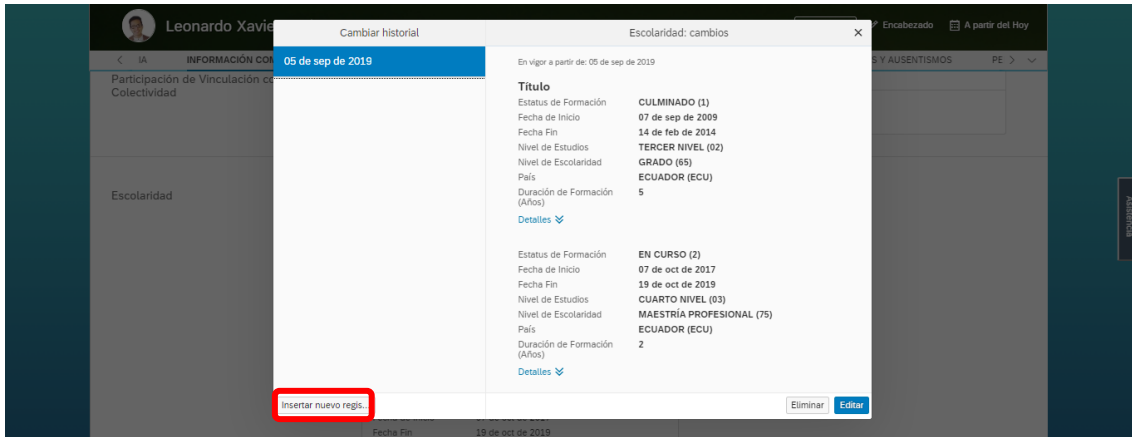 Leonardo Xavie
Encabezado
A partir del Hoy
IA
INFORMACIÓN CON
S Y AUSENTISMOS
PE
Participación de Vinculación co
Colectividad
Escolaridad
Cambiar historial
05 de sep de 2019
Insertar nuevo regis...
Escolaridad: cambios
En vigor a partir de: 05 de sep de 2019
Título
Estatus de Formación CULMINADO (1)
Fecha de Inicio 07 de sep de 2009
Fecha Fin 14 de feb de 2014
Nivel de Estudios TERCER NIVEL (02)
Nivel de Escolaridad GRADO (65)
País ECUADOR (ECU)
Duración de Formación 5
(Años)
Detalles
Estatus de Formación EN CURSO (2)
Fecha de Inicio 07 de oct de 2017
Fecha Fin 19 de oct de 2019
Nivel de Estudios CUARTO NIVEL (03)
Nivel de Escolaridad MAESTRÍA PROFESIONAL (75)
País ECUADOR (ECU)
Duración de Formación 2
(Años)
Detalles
Eliminar Editar
Fecha Fin 19 de oct de 2019
Asistencia